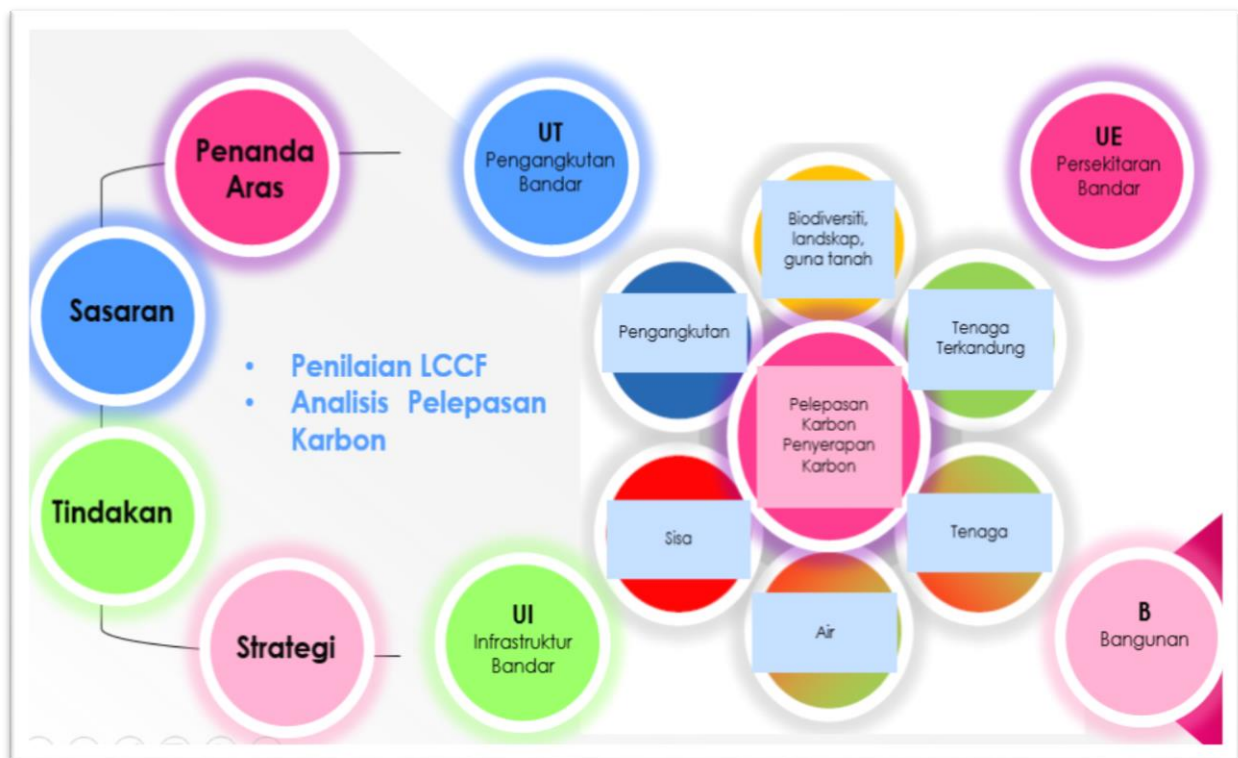 Penanda
Aras
Sasaran
Tindakan
Strategi
• Penilaian LCCF
• Analisis Pelepasan
Karbon
UT
Pengangkutan
Bandar
UE
Persekitaran
Bandar
UI
Infrastruktur
Bandar
B
Bangunan
Biodiversiti,
landskap,
guna tanah
Pengangkutan
Tenaga
Terkandung
Pelepasan
Karbon
Penyerapan
Karbon
Sisa
Tenaga
Air